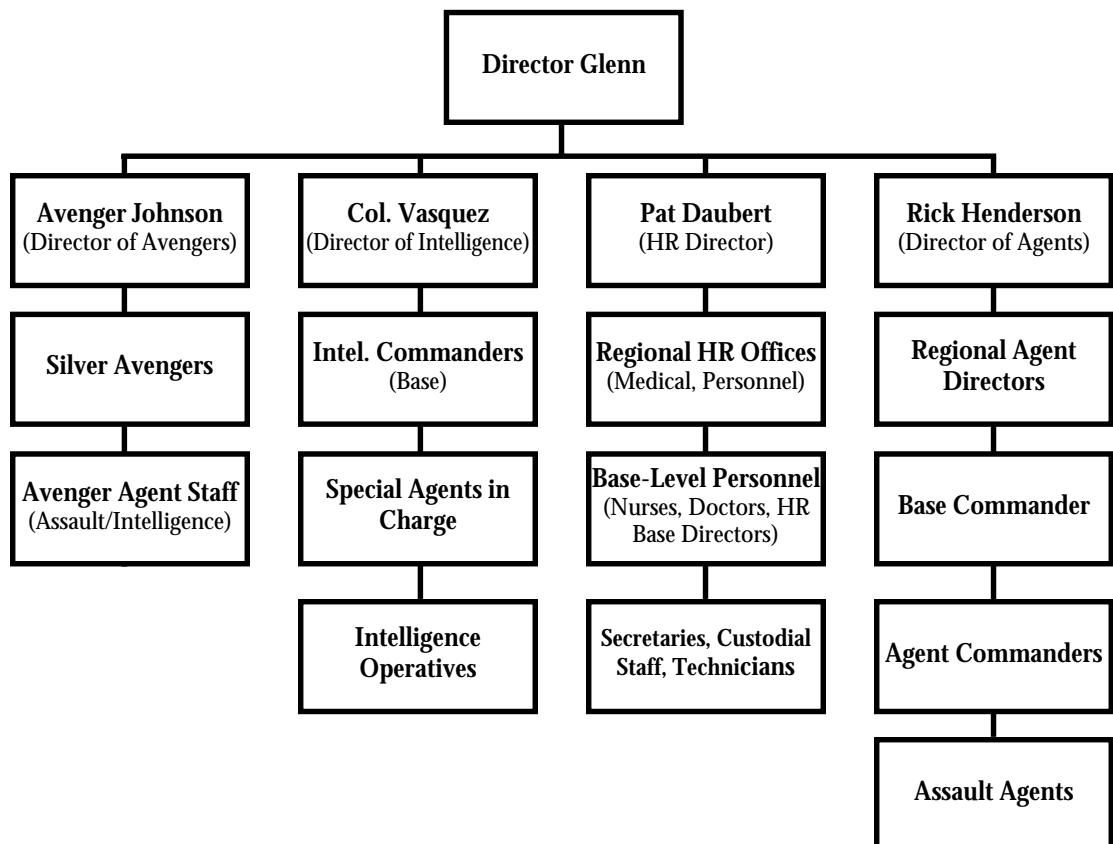 Director Glenn
Avenger Johnson
(Director of Avengers)
Col. Vasquez
(Director of Intelligence)
Pat Daubert
(HR Director)
Rick Henderson
(Director of Agents)
Silver Avengers
Intel. Commanders
(Base)
Regional HR Offices
(Medical, Personnel)
Regional Agent
Directors
Avenger Agent Staff
(Assault/Intelligence)
Special Agents in
Charge
Base-Level Personnel
(Nurses, Doctors, HR
Base Directors)
Base Commander
Intelligence
Operatives
Secretaries, Custodial
Staff, Technicians
Agent Commanders
Assault Agents